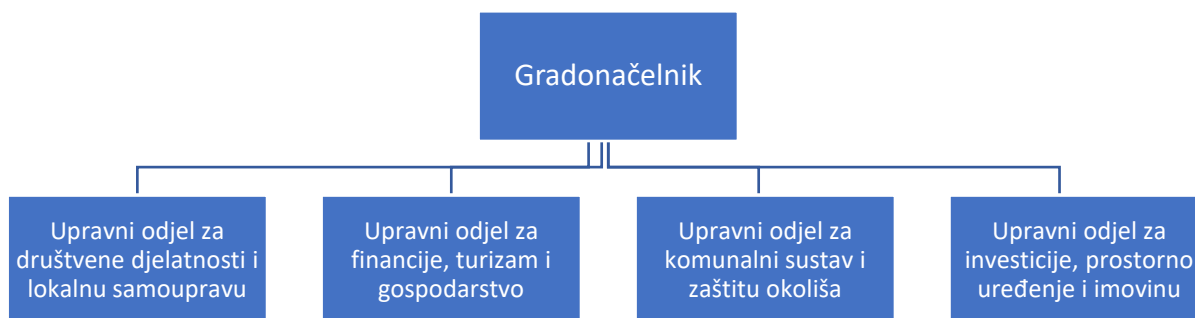 Gradonačelnik
Upravni odjel za
društvene djelatnosti i
lokalnu samoupravu
Upravni odjel za
financije, turizam i
gospodarstvo
Upravni odjel za
komunalni sustav i
zaštitu okoliša
Upravni odjel za
investicije, prostorno
uređenje i imovinu